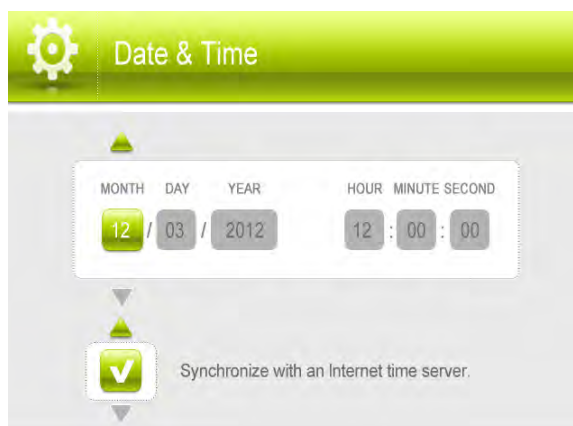 Date & Time
MONTH DAY YEAR HOUR MINUTE SECOND
12 / 03 / 2012 12 : 00 : 00
Synchronize with an Internet time server.